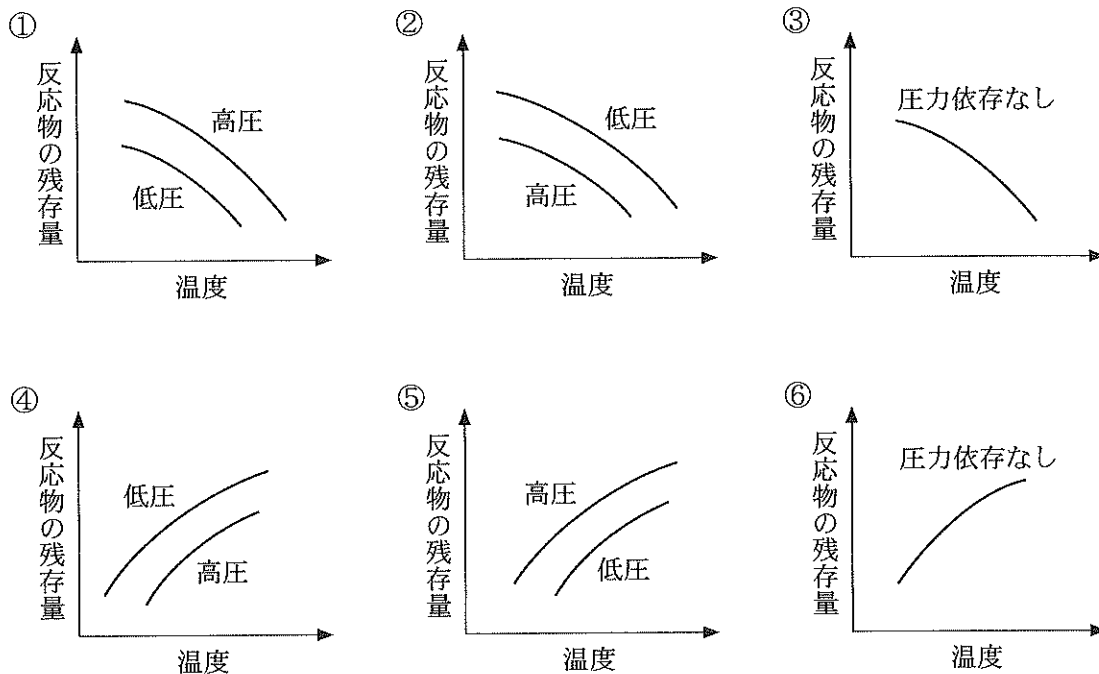 ①
反応物の残存量
高圧
低圧
温度
②
反応物の残存量
低圧
高圧
温度
③
反応物の残存量
圧力依存なし
温度
④
反応物の残存量
低圧
高圧
温度
⑤
反応物の残存量
高圧
低圧
温度
⑥
反応物の残存量
圧力依存なし
温度